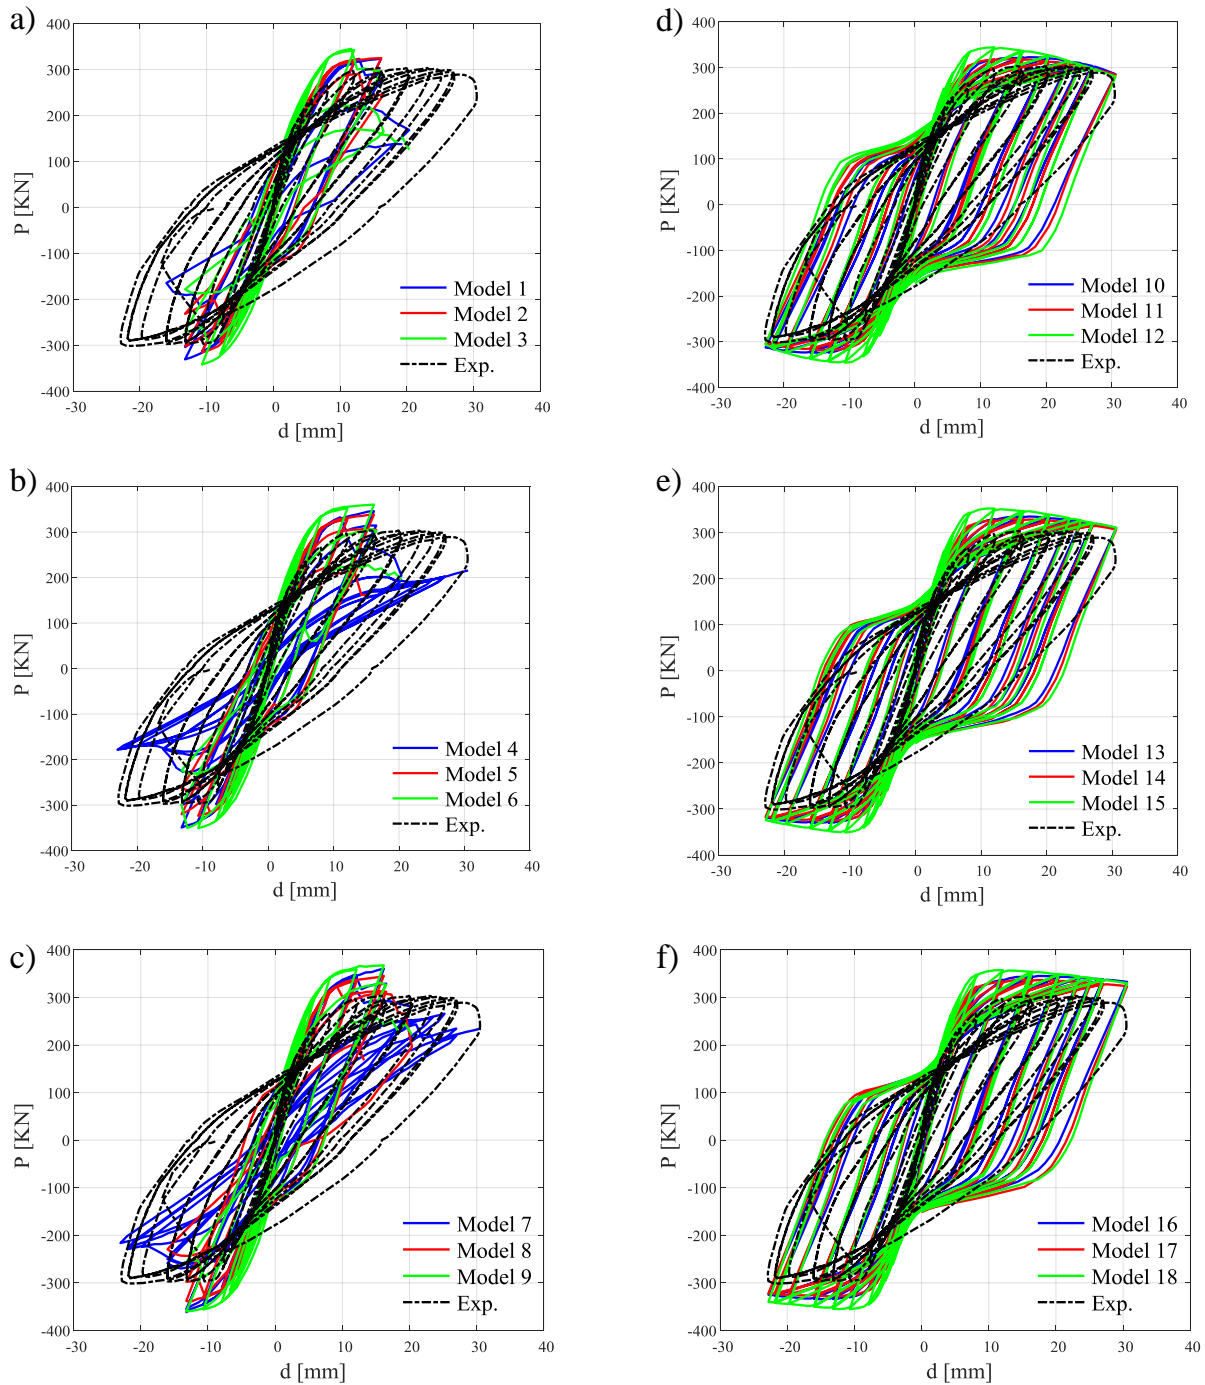 a)
400
300
200
100
0
-100
-200
-300
-400
P [KN]
-30 -20 -10 0 10 20 30 40
d [mm]
Model 1
Model 2
Model 3
Exp.
d)
400
300
200
100
0
-100
-200
-300
-400
P [KN]
-30 -20 -10 0 10 20 30 40
d [mm]
Model 10
Model 11
Model 12
Exp.
b)
400
300
200
100
0
-100
-200
-300
-400
P [KN]
-30 -20 -10 0 10 20 30 40
d [mm]
Model 4
Model 5
Model 6
Exp.
e)
400
300
200
100
0
-100
-200
-300
-400
P [KN]
-30 -20 -10 0 10 20 30 40
d [mm]
Model 13
Model 14
Model 15
Exp.
c)
400
300
200
100
0
-100
-200
-300
-400
P [KN]
-30 -20 -10 0 10 20 30 40
d [mm]
Model 7
Model 8
Model 9
Exp.
f)
400
300
200
100
0
-100
-200
-300
-400
P [KN]
-30 -20 -10 0 10 20 30 40
d [mm]
Model 16
Model 17
Model 18
Exp.